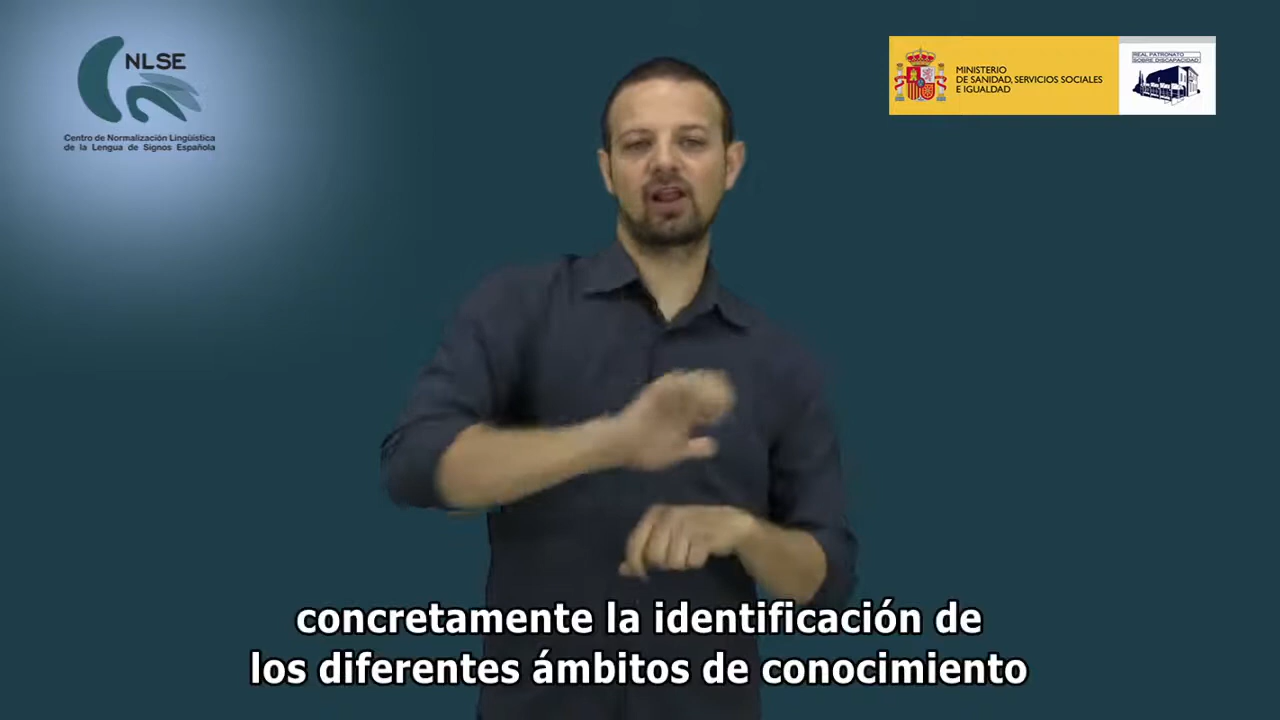 CNLSE
Centro de Normalización Lingüística
de la Lengua de Signos Española
MINISTERIO
DE SANIDAD, SERVICIOS SOCIALES
E IGUALDAD
REAL PATRONATO
SOBRE DISCAPACIDAD
concretamente la identificación de
los diferentes ámbitos de conocimiento